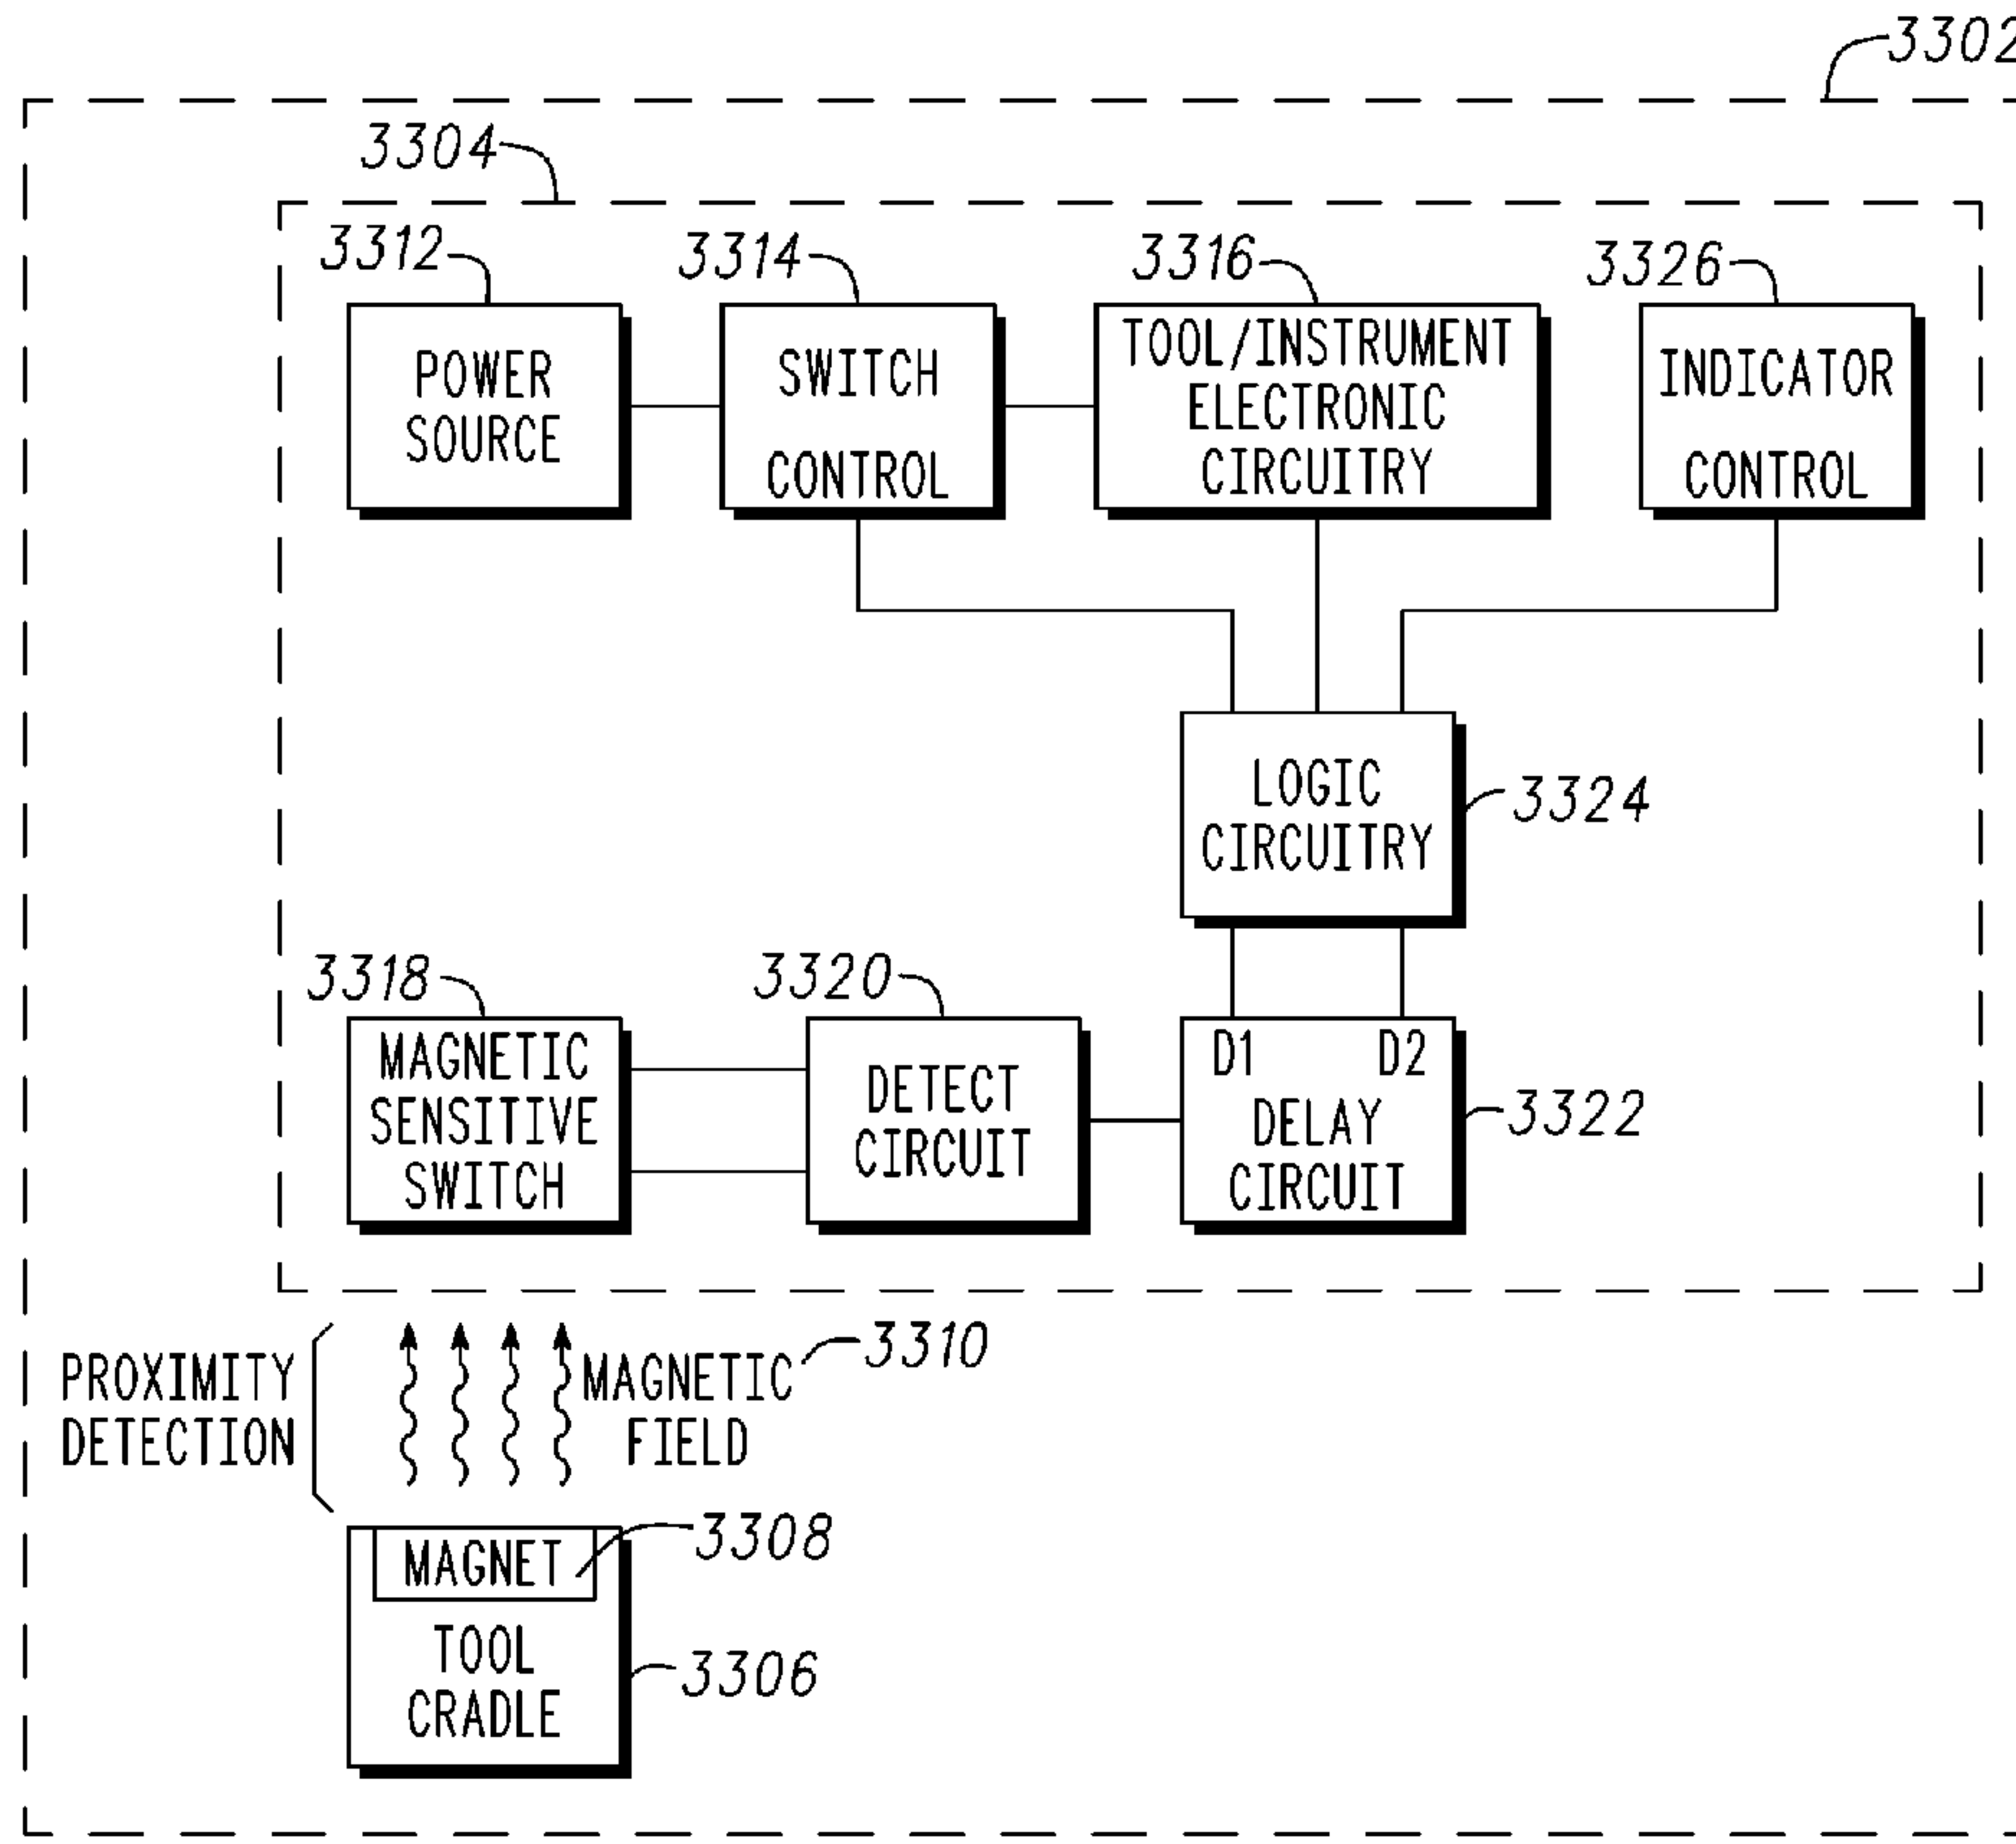 3302
3304
3312
3314
3316
3326
POWER
SOURCE
SWITCH
CONTROL
TOOL/INSTRUMENT
ELECTRONIC
CIRCUITRY
INDICATOR
CONTROL
LOGIC
CIRCUITRY
3324
3318
3320
MAGNETIC
SENSITIVE
SWITCH
DETECT
CIRCUIT
D1 D2
DELAY
CIRCUIT
3322
PROXIMITY
DETECTION
MAGNETIC
FIELD
3310
MAGNET
3308
TOOL
CRADLE
3306